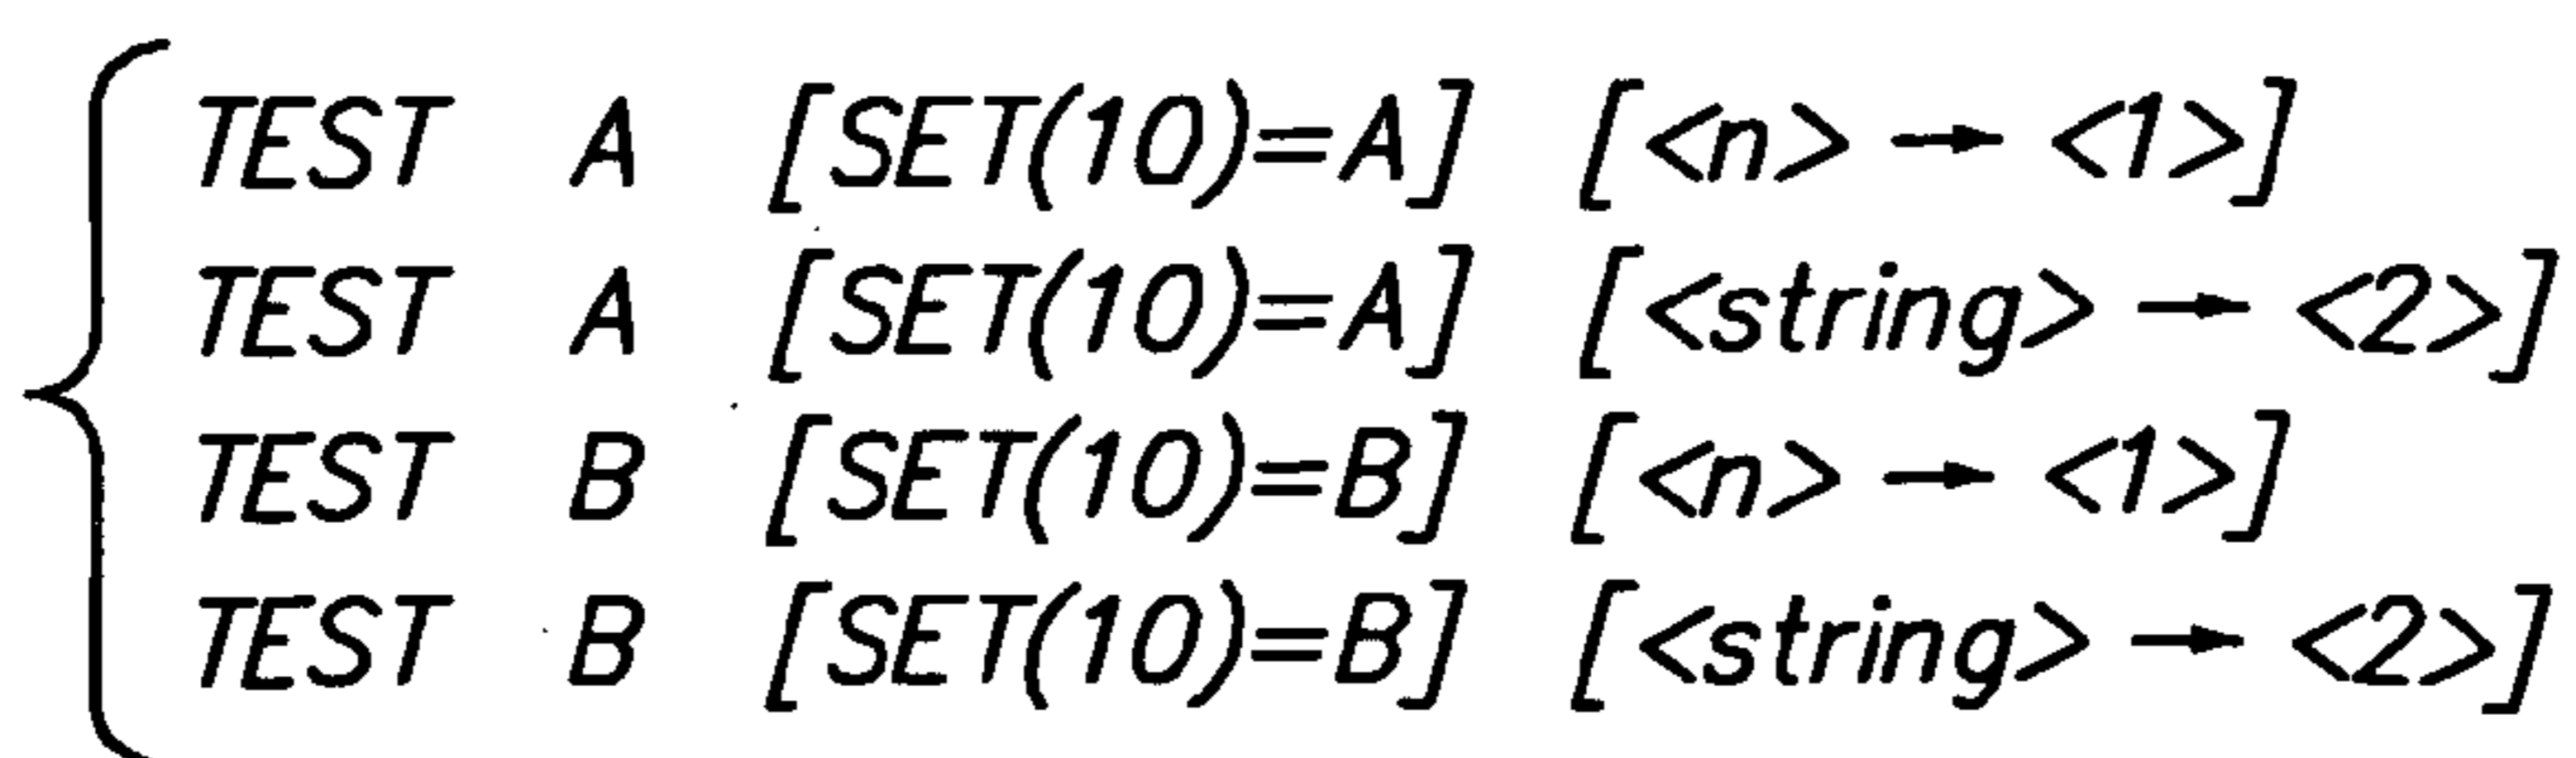 TEST A [SET(10)=A] [<n> → <1>]
TEST A [SET(10)=A] [<string> → <2>]
TEST B [SET(10)=B] [<n> → <1>]
TEST B [SET(10)=B] [<string> → <2>]